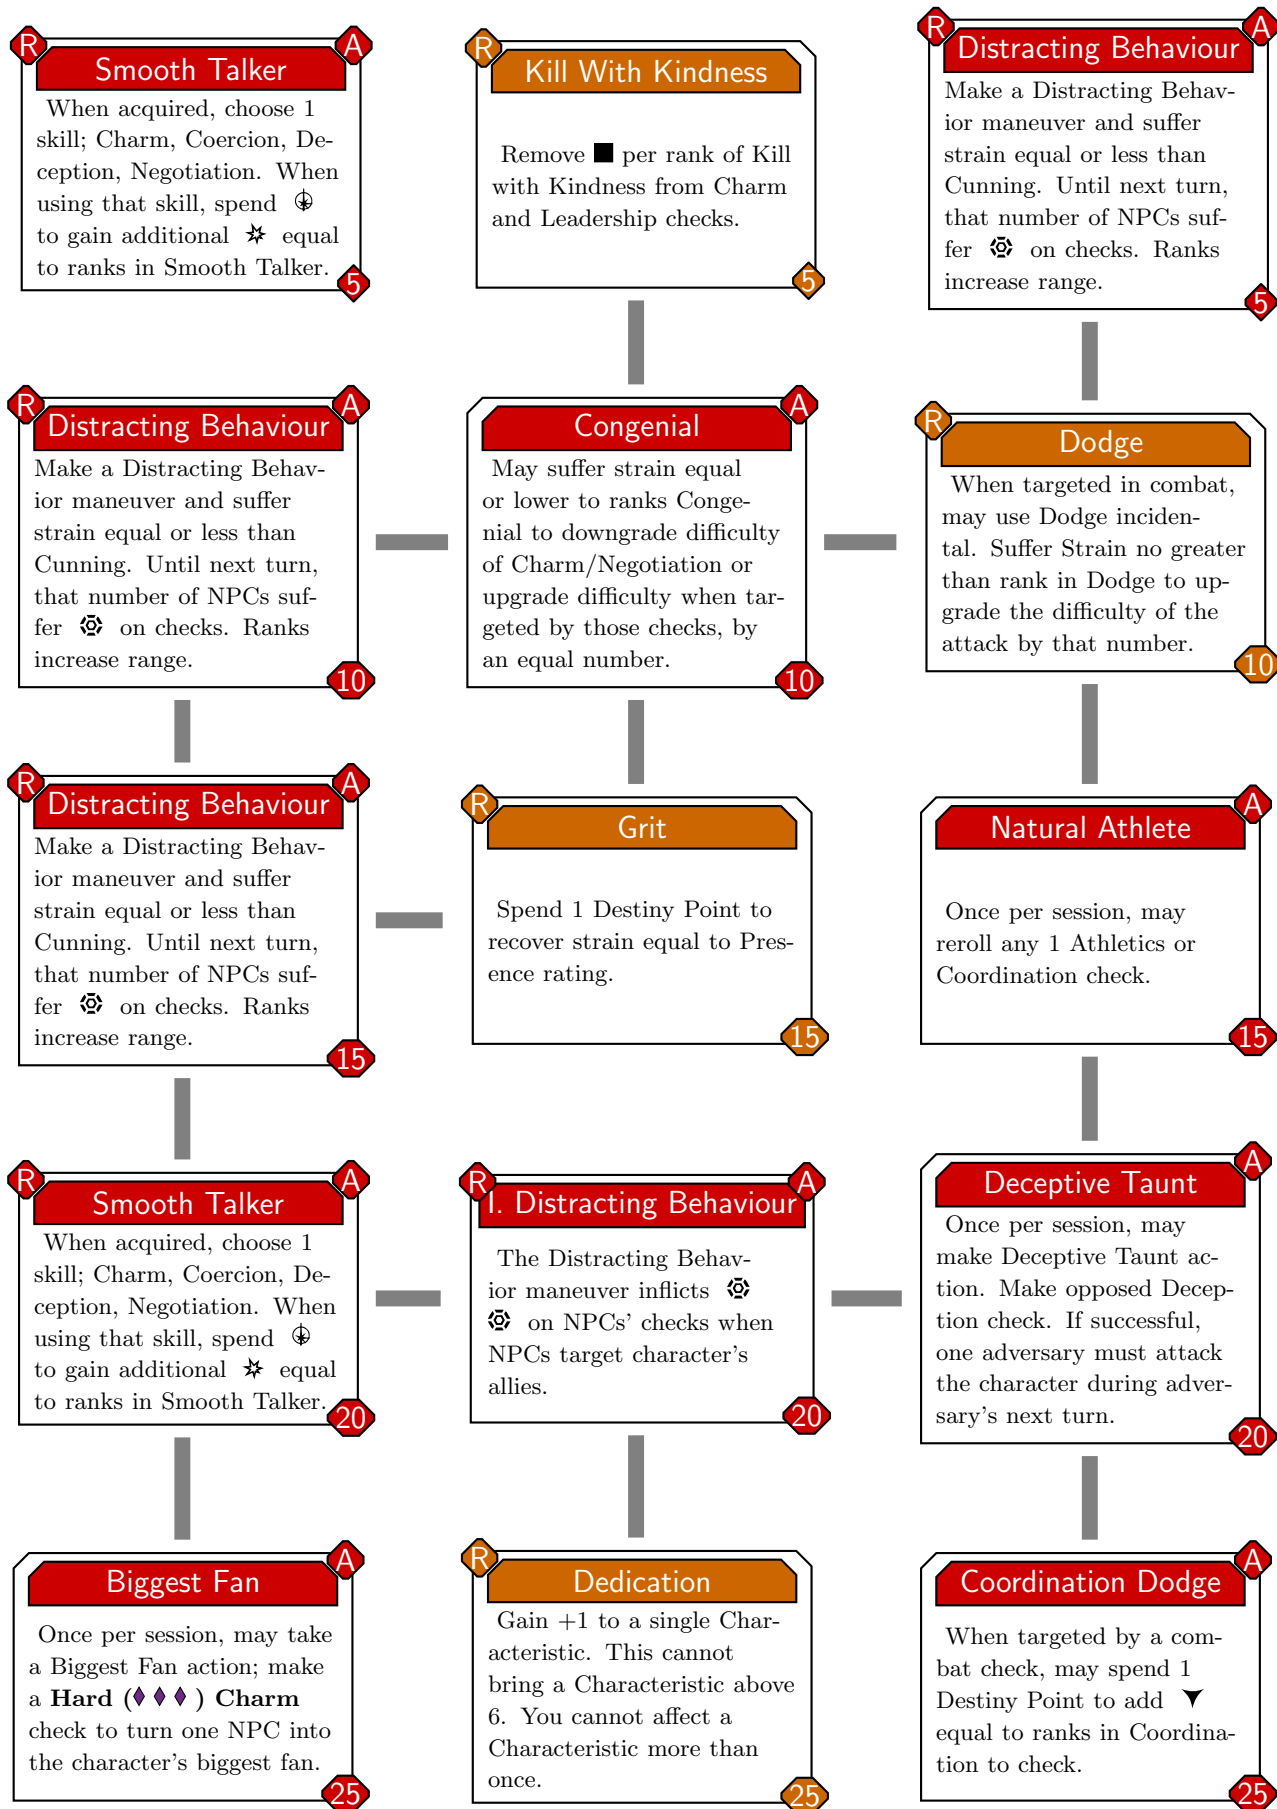 R
A
Smooth Talker
When acquired, choose 1
skill; Charm, Coercion, De-
ception, Negotiation. When
using that skill, spend
to gain additional equal
to ranks in Smooth Talker.
5
R
Kill With Kindness
Remove ■ per rank of Kill
with Kindness from Charm
and Leadership checks.
5
R
A
Distracting Behaviour
Make a Distracting Behav-
ior maneuver and suffer
strain equal or less than
Cunning. Until next turn,
that number of NPCs suf-
fer on checks. Ranks
increase range.
5
R
A
Distracting Behaviour
Make a Distracting Behav-
ior maneuver and suffer
strain equal or less than
Cunning. Until next turn,
that number of NPCs suf-
fer on checks. Ranks
increase range.
10
A
Congenial
May suffer strain equal
or lower to ranks Conge-
nial to downgrade difficulty
of Charm/Negotiation or
upgrade difficulty when tar-
geted by those checks, by
an equal number.
10
R
Dodge
When targeted in combat,
may use Dodge inciden-
tal. Suffer Strain no greater
than rank in Dodge to up-
grade the difficulty of the
attack by that number.
10
R
A
Distracting Behaviour
Make a Distracting Behav-
ior maneuver and suffer
strain equal or less than
Cunning. Until next turn,
that number of NPCs suf-
fer on checks. Ranks
increase range.
15
R
Grit
Spend 1 Destiny Point to
recover strain equal to Pres-
ence rating.
15
A
Natural Athlete
Once per session, may
reroll any 1 Athletics or
Coordination check.
15
R
A
Smooth Talker
When acquired, choose 1
skill; Charm, Coercion, De-
ception, Negotiation. When
using that skill, spend
to gain additional equal
to ranks in Smooth Talker.
20
R
A
I. Distracting Behaviour
The Distracting Behav-
ior maneuver inflicts
on NPCs' checks when
NPCs target character's
allies.
20
A
Deceptive Taunt
Once per session, may
make Deceptive Taunt ac-
tion. Make opposed Decep-
tion check. If successful,
one adversary must attack
the character during adver-
sary's next turn.
20
A
Biggest Fan
Once per session, may take
a Biggest Fan action; make
a Hard (♦ ♦ ♦ ) Charm
check to turn one NPC into
the character's biggest fan.
25
R
Dedication
Gain +1 to a single Char-
acteristic. This cannot
bring a Characteristic above
6. You cannot affect a
Characteristic more than
once.
25
A
Coordination Dodge
When targeted by a com-
bat check, may spend 1
Destiny Point to add
equal to ranks in Coordina-
tion to check.
25